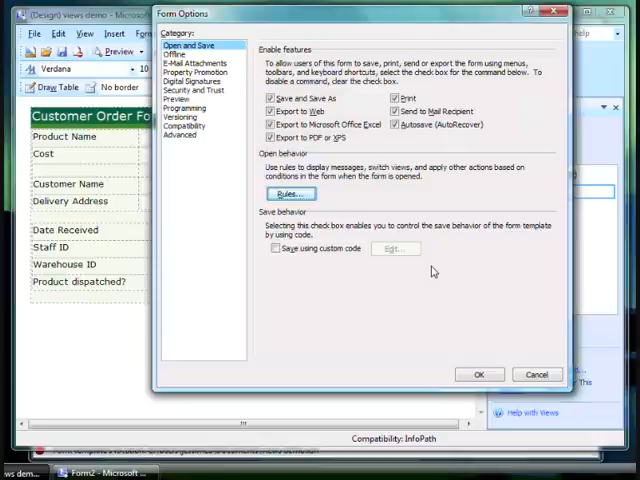 (Design) views demo - Microsoft
Form Options
File Edit View Insert For
Preview
Verdana 10
Draw Table No border
Customer Order Fo
Product Name
Cost
Customer Name
Delivery Address
Date Received
Staff ID
Warehouse ID
Product dispatched?
Category:
Open and Save
Offline
E-Mail Attachments
Property Promotion
Digital Signatures
Security and Trust
Preview
Programming
Versioning
Compatibility
Advanced
Enable features
To allow users of this form to save, print, send or export the form using menus,
toolbars, and keyboard shortcuts, select the check box for the command below. To
disable a command, clear the check box.
Save and Save As Print
Export to Web Send to Mail Recipient
Export to Microsoft Office Excel Autosave (AutoRecover)
Export to PDF or XPS
Open behavior
Use rules to display messages, switch views, and apply other actions based on
conditions in the form when the form is opened.
Rules...
Save behavior
Selecting this check box enables you to control the save behavior of the form template
by using code.
Save using custom code Edit...
OK Cancel
help
This
Help with Views
Compatibility: InfoPath
ws dem... Form2 - Microsoft ...